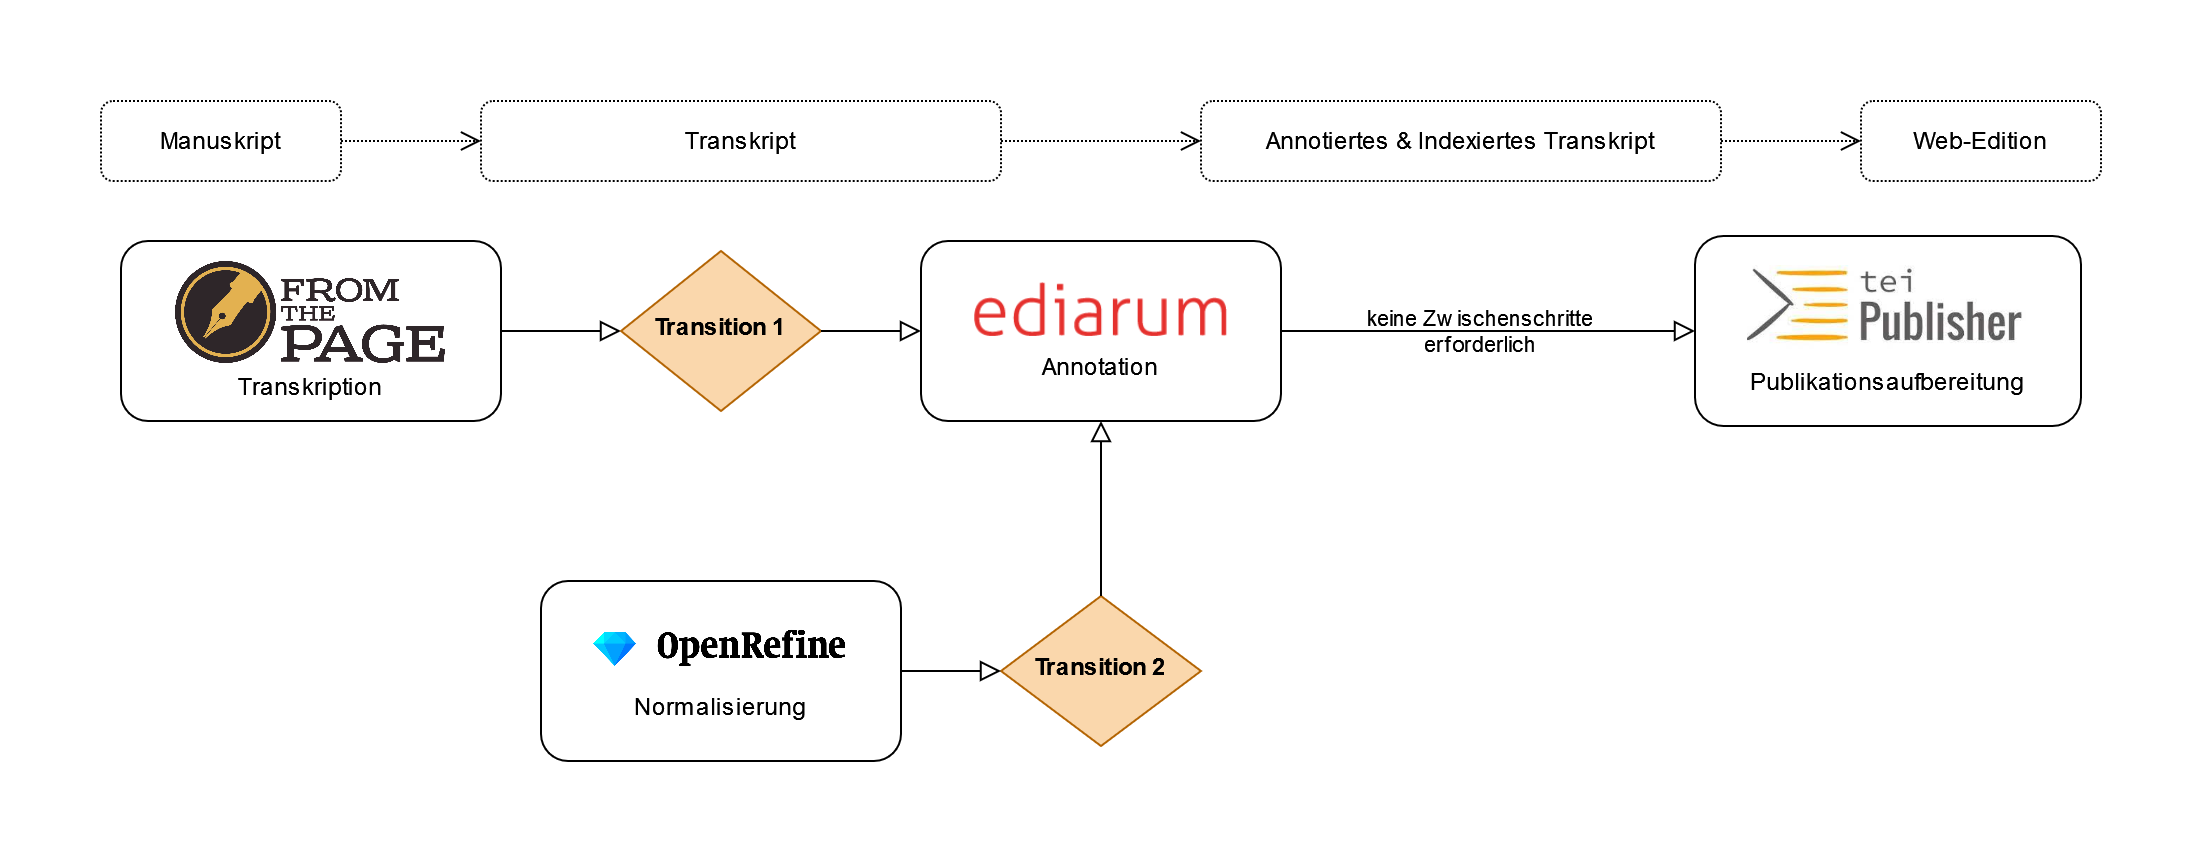 Manuskript
Transkript
Annotiertes & Indexiertes Transkript
Web-Edition
FROM
THE
PAGE
Transkription
Transition 1
ediarum
Annotation
keine Zwischenschritte
erforderlich
tei
Publisher
Publikationsaufbereitung
OpenRefine
Normalisierung
Transition 2